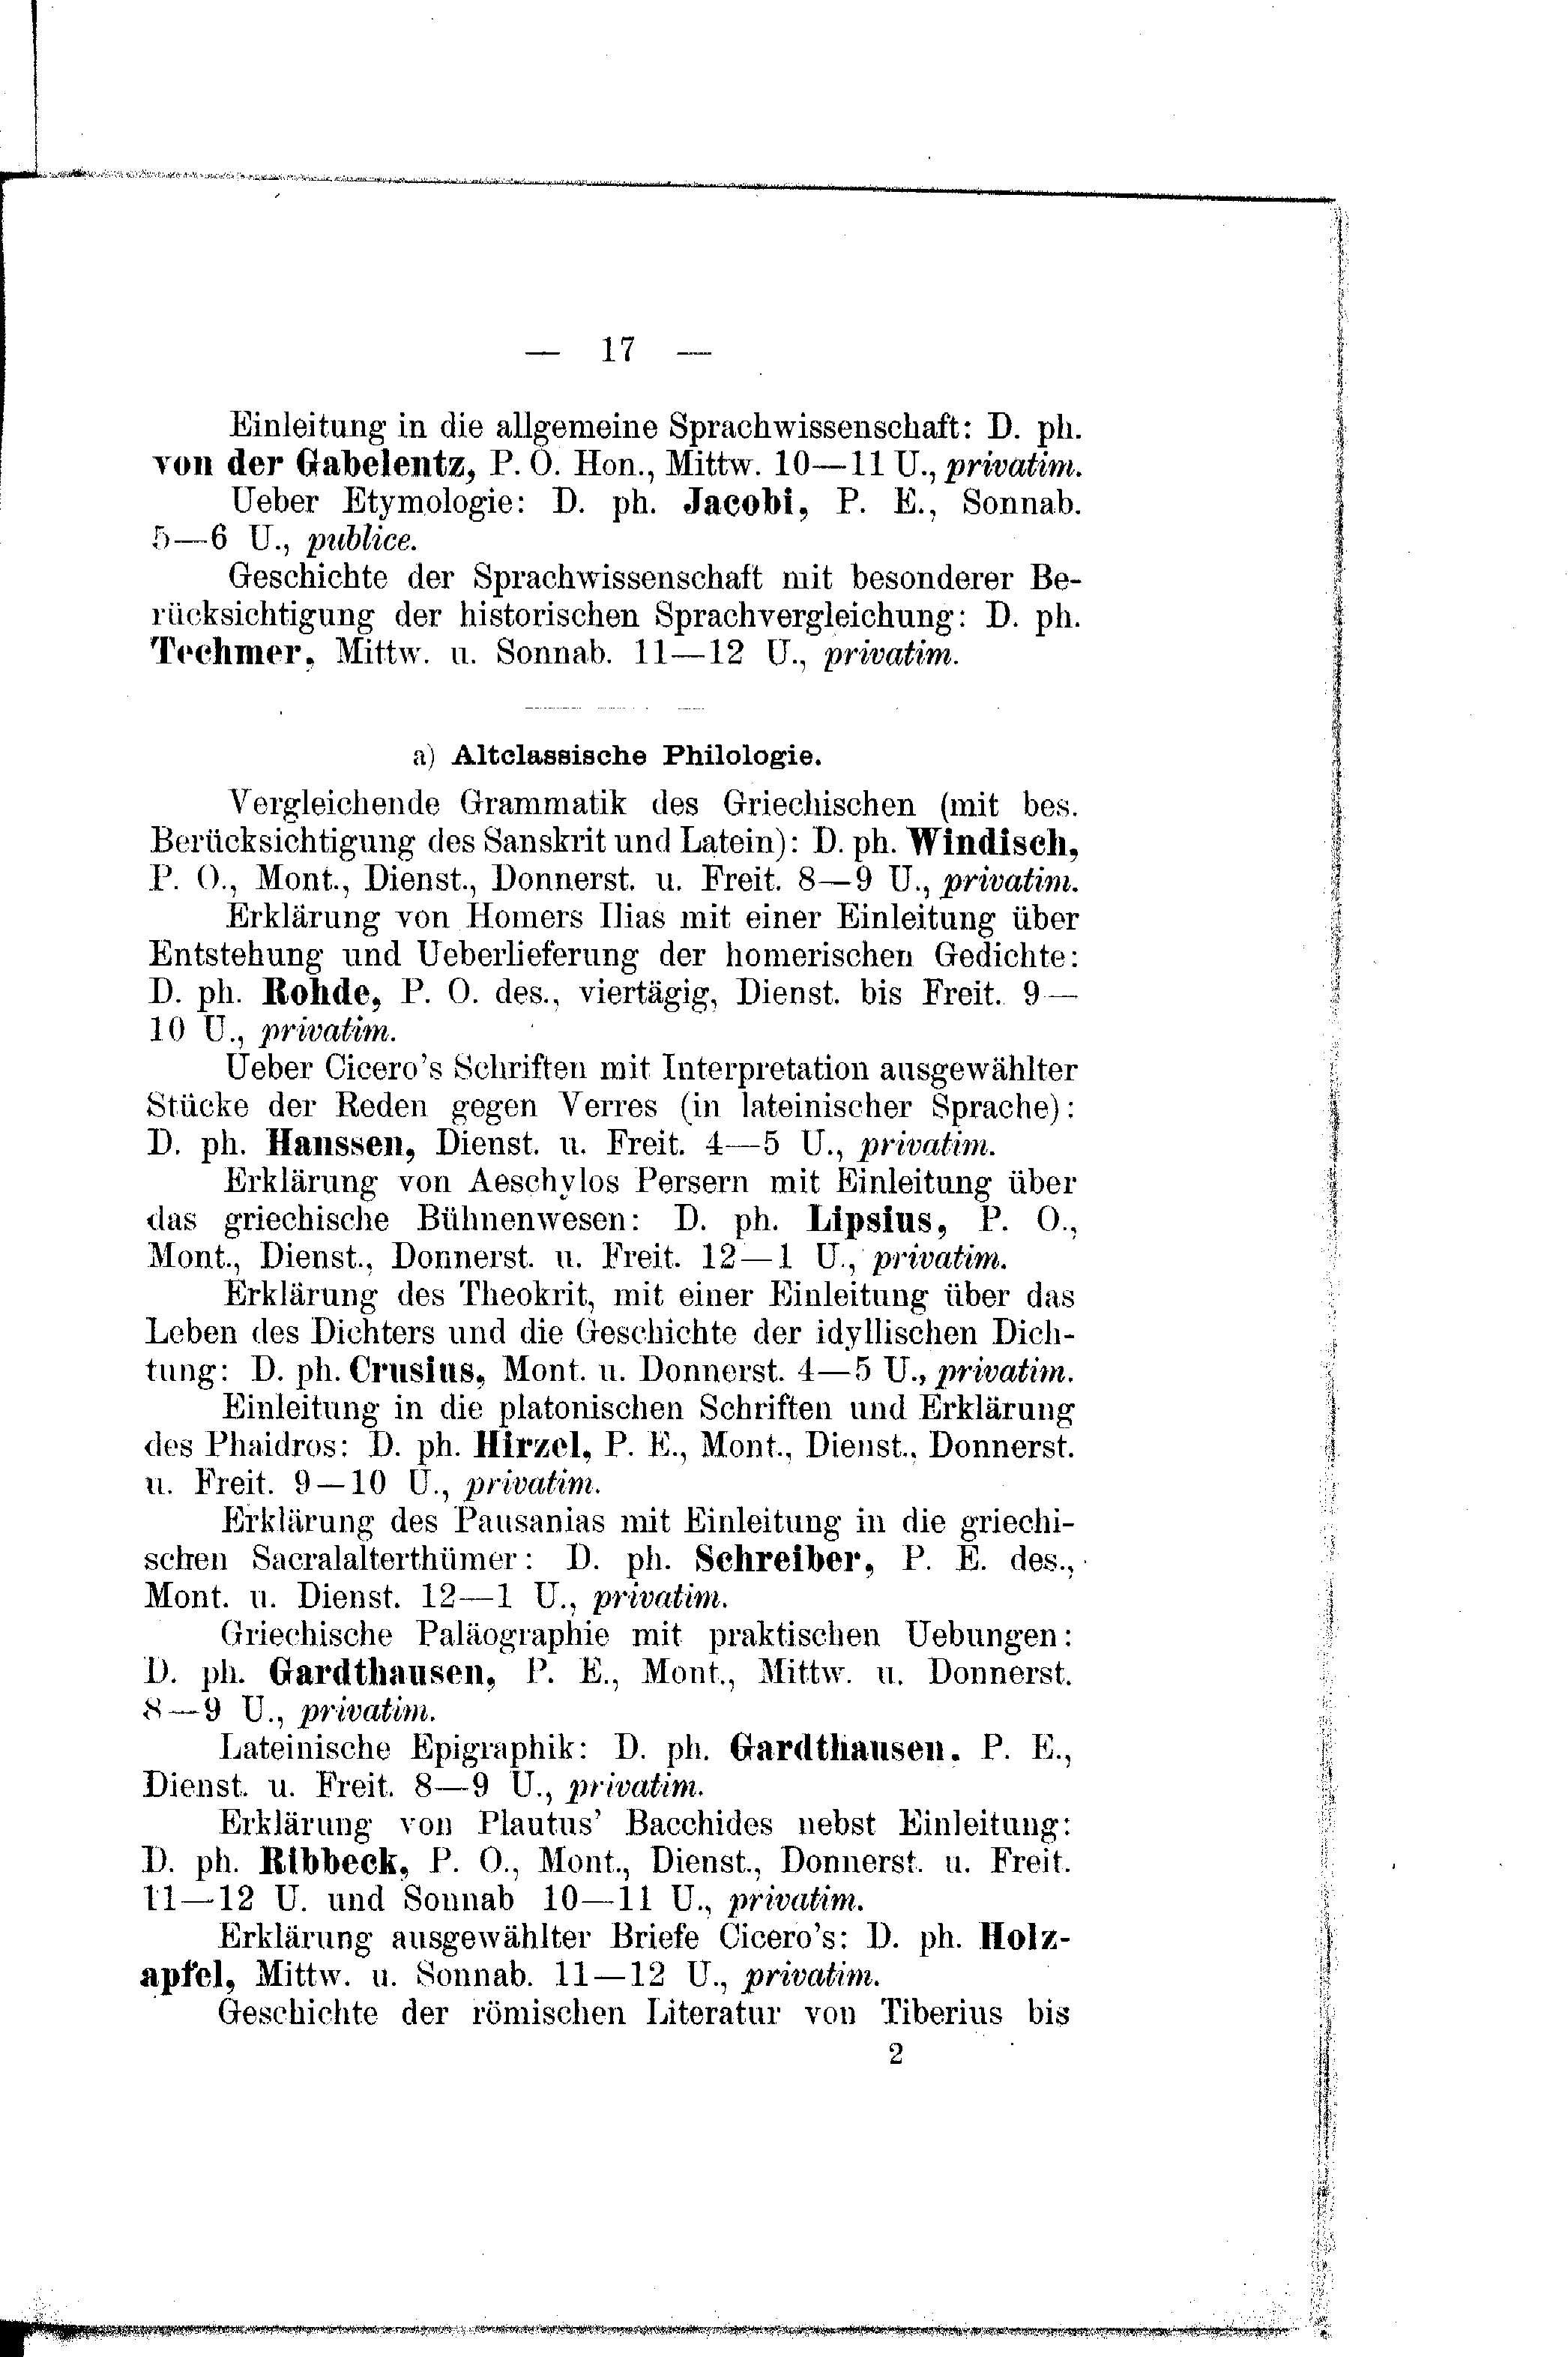 — 17 —
Einleitung in die allgemeine Sprachwissenschaft: D. ph.
von der Gabelentz, P. O. Hon., Mittw. 10—11 U., privatim.
Ueber Etymologie: D. ph. Jacobi, P. E., Sonnab.
5—6 U., publice.
Geschichte der Sprachwissenschaft mit besonderer Be-
rücksichtigung der historischen Sprachvergleichung: D. ph.
Techmer, Mittw. u. Sonnab. 11—12 U., privatim.
a) Altclassische Philologie.
Vergleichende Grammatik des Griechischen (mit bes.
Berücksichtigung des Sanskrit und Latein): D. ph. Windisch,
P. O., Mont., Dienst., Donnerst. u. Freit. 8—9 U., privatim.
Erklärung von Homers Ilias mit einer Einleitung über
Entstehung und Ueberlieferung der homerischen Gedichte:
D. ph. Rohde, P. O. des., viertägig, Dienst. bis Freit. 9—
10 U., privatim.
Ueber Cicero's Schriften mit Interpretation ausgewählter
Stücke der Reden gegen Verres (in lateinischer Sprache):
D. ph. Hanssen, Dienst. u. Freit. 4—5 U., privatim.
Erklärung von Aeschylos Persern mit Einleitung über
das griechische Bühnenwesen: D. ph. Lipsius, P. O.,
Mont., Dienst., Donnerst. u. Freit. 12—1 U., privatim.
Erklärung des Theokrit, mit einer Einleitung über das
Leben des Dichters und die Geschichte der idyllischen Dich-
tung: D. ph. Crusius, Mont. u. Donnerst. 4—5 U., privatim.
Einleitung in die platonischen Schriften und Erklärung
des Phaidros: D. ph. Hirzel, P. E., Mont., Dienst., Donnerst.
u. Freit. 9—10 U., privatim.
Erklärung des Pausanias mit Einleitung in die griechi-
schen Sacralalterthümer: D. ph. Schreiber, P. E. des.,
Mont. u. Dienst. 12—1 U., privatim.
Griechische Paläographie mit praktischen Uebungen:
D. ph. Gardthausen, P. E., Mont., Mittw. u. Donnerst.
8—9 U., privatim.
Lateinische Epigraphik: D. ph. Gardthausen. P. E.,
Dienst. u. Freit. 8—9 U., privatim.
Erklärung von Plautus' Bacchides nebst Einleitung:
D. ph. Ribbeck, P. O., Mont., Dienst., Donnerst. u. Freit.
11—12 U. und Sonnab 10—11 U., privatim.
Erklärung ausgewählter Briefe Cicero's: D. ph. Holz-
apfel, Mittw. u. Sonnab. 11—12 U., privatim.
Geschichte der römischen Literatur von Tiberius bis
2